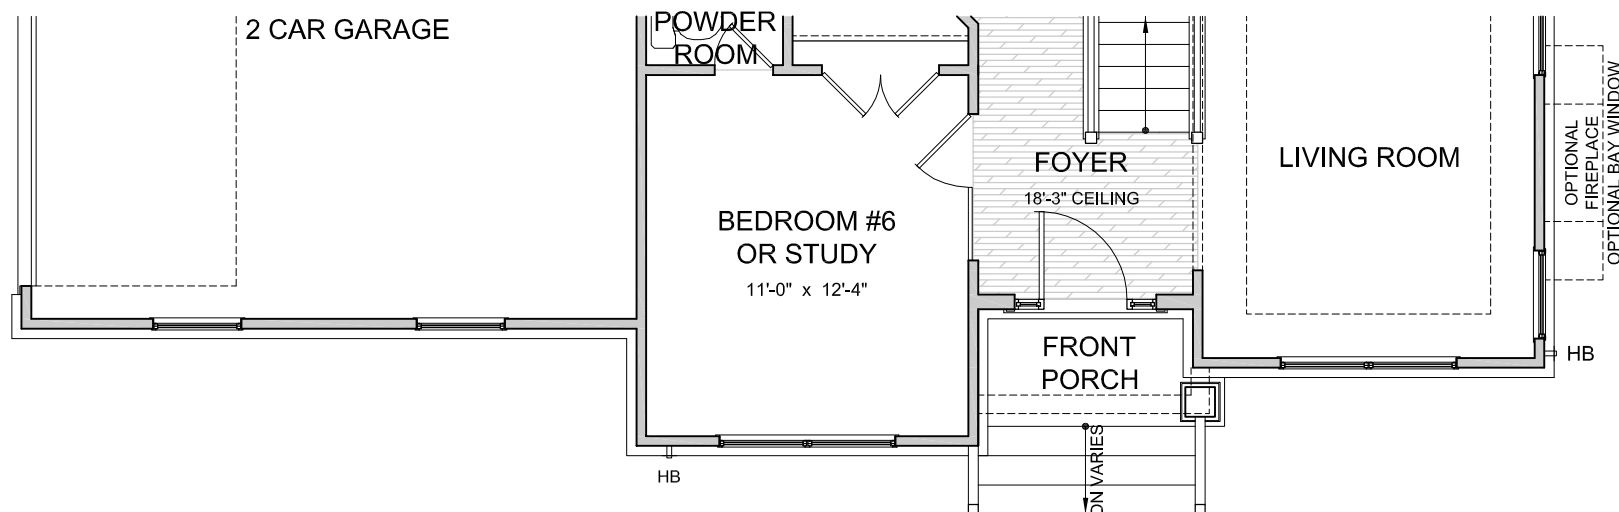 2 CAR GARAGE
POWDER
ROOM
FOYER
18'-3" CEILING
LIVING ROOM
OPTIONAL
FIREPLACE
OPTIONAL BAY WINDOW
BEDROOM #6
OR STUDY
11'-0" x 12'-4"
FRONT
PORCH
HB
HB
VARIES